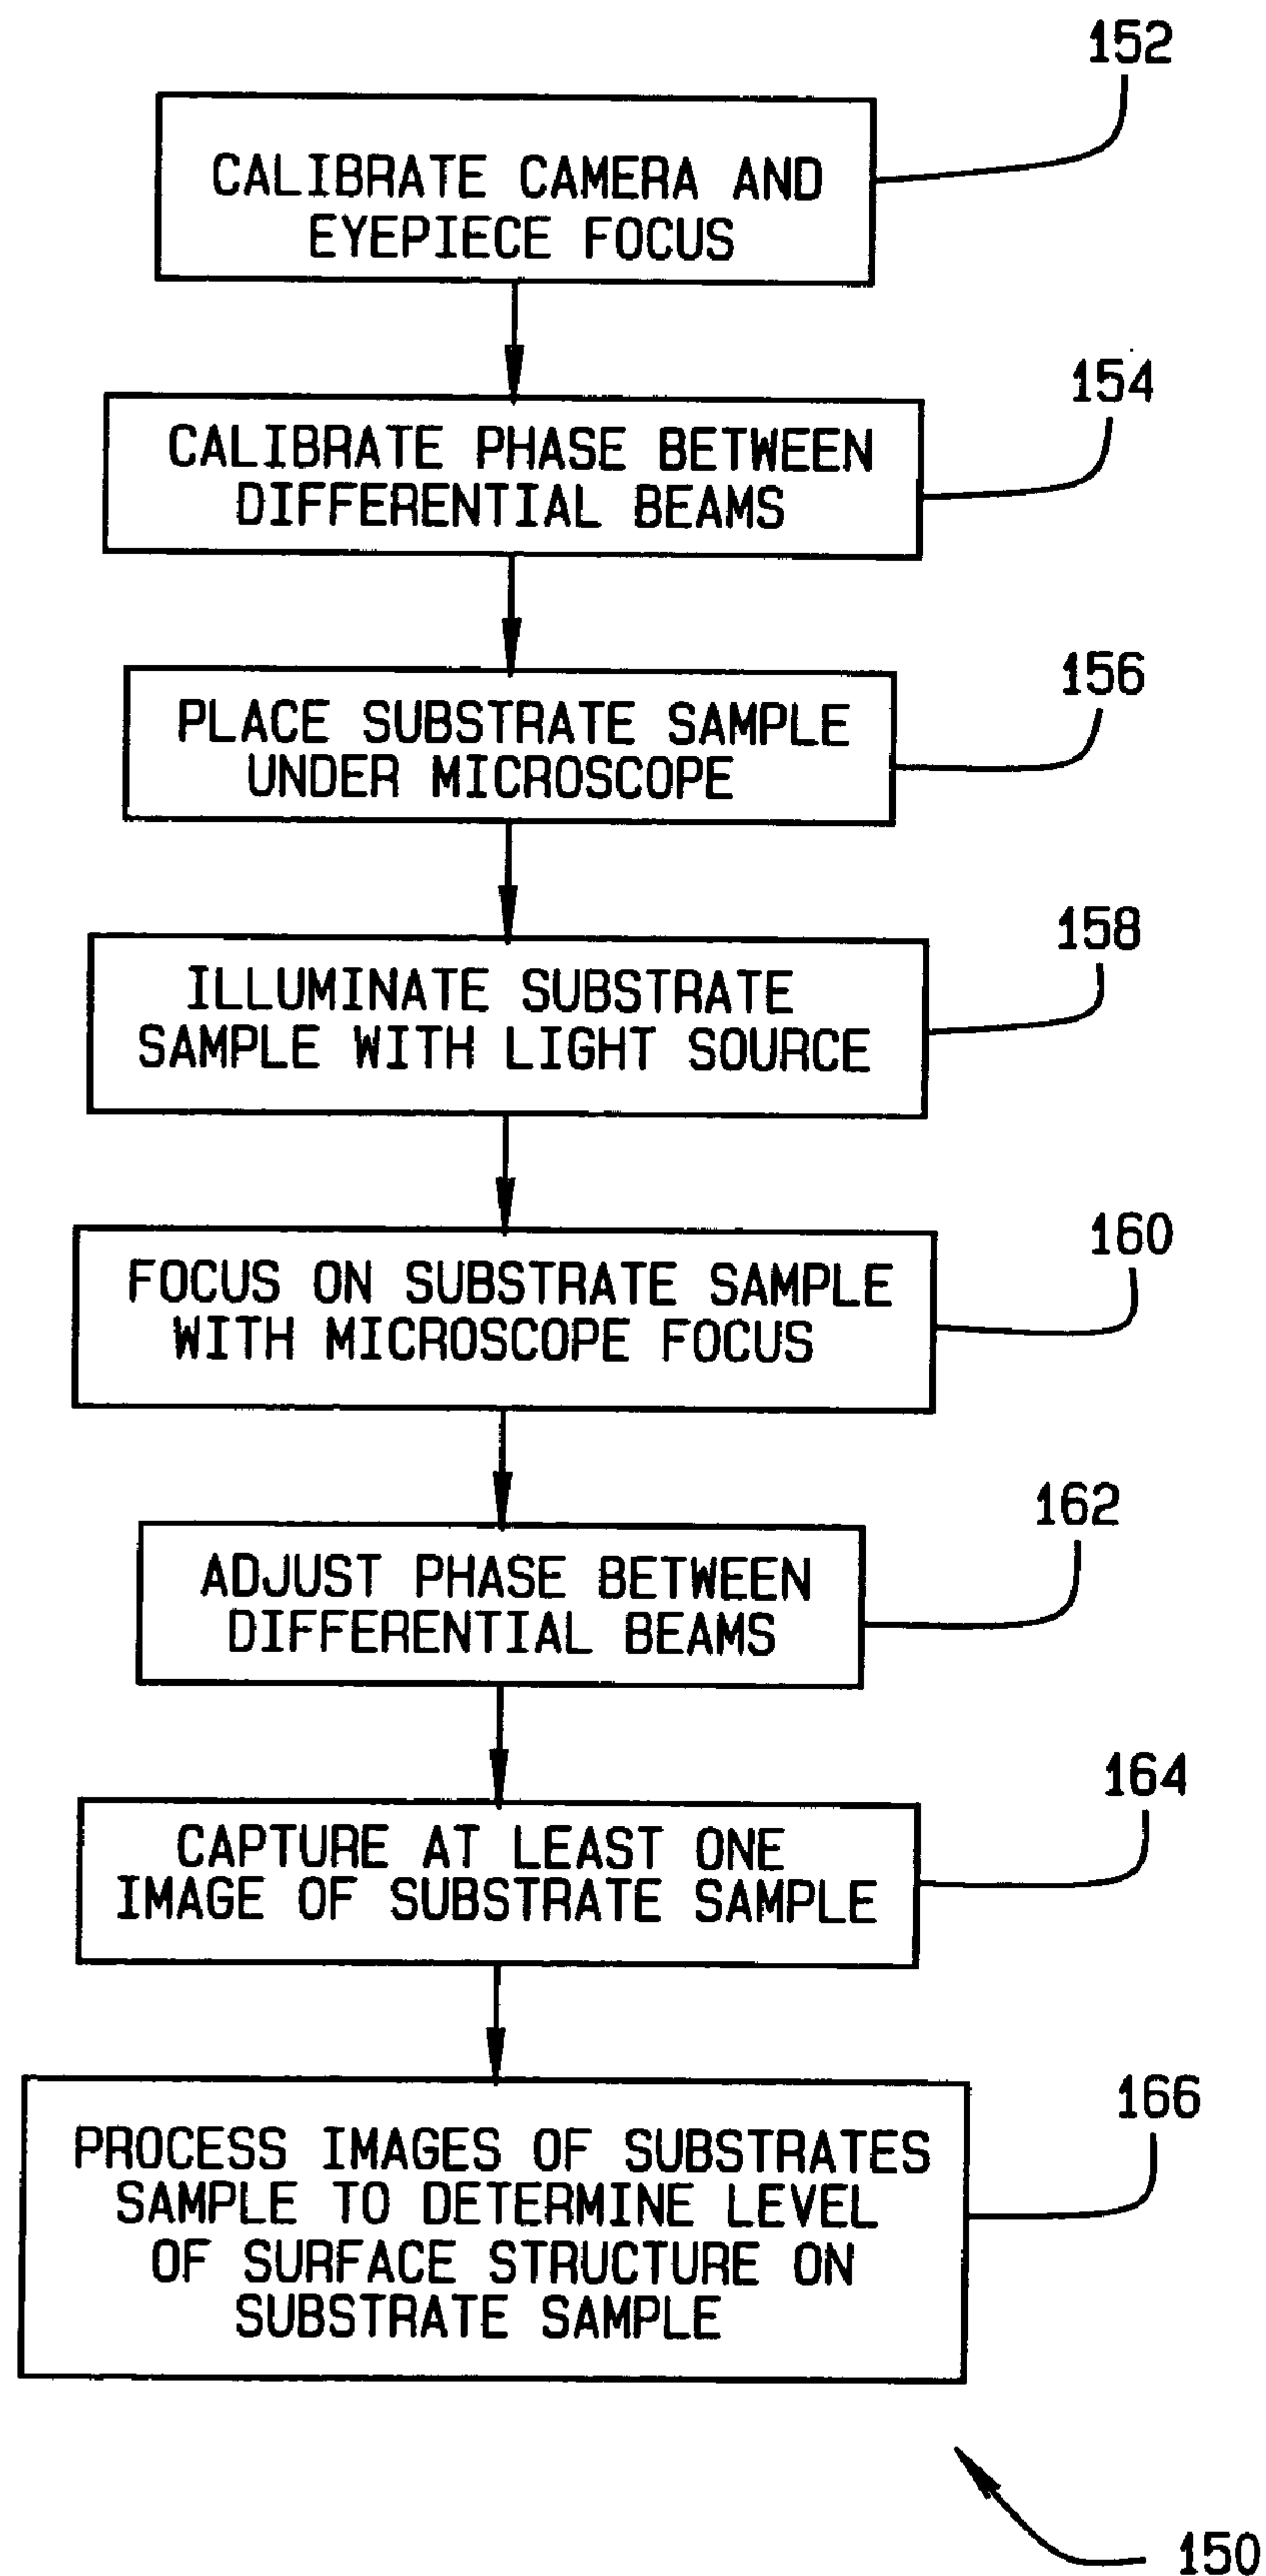 152
CALIBRATE CAMERA AND
EYEPIECE FOCUS
154
CALIBRATE PHASE BETWEEN
DIFFERENTIAL BEAMS
156
PLACE SUBSTRATE SAMPLE
UNDER MICROSCOPE
158
ILLUMINATE SUBSTRATE
SAMPLE WITH LIGHT SOURCE
160
FOCUS ON SUBSTRATE SAMPLE
WITH MICROSCOPE FOCUS
162
ADJUST PHASE BETWEEN
DIFFERENTIAL BEAMS
164
CAPTURE AT LEAST ONE
IMAGE OF SUBSTRATE SAMPLE
166
PROCESS IMAGES OF SUBSTRATES
SAMPLE TO DETERMINE LEVEL
OF SURFACE STRUCTURE ON
SUBSTRATE SAMPLE
150